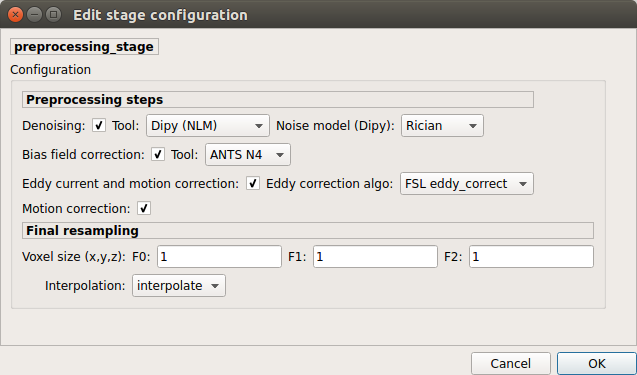 Edit stage configuration
preprocessing_stage
Configuration
Preprocessing steps
Denoising: Tool: Dipy (NLM) Noise model (Dipy): Rician
Bias field correction: Tool: ANTS N4
Eddy current and motion correction: Eddy correction algo: FSL eddy_correct
Motion correction:
Final resampling
Voxel size (x,y,z): F0: 1 F1: 1 F2: 1
Interpolation: interpolate
Cancel OK